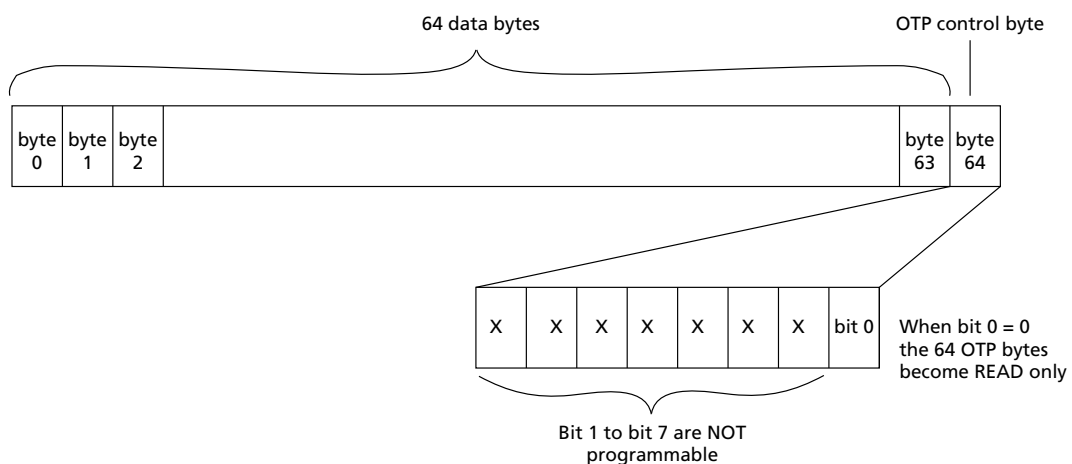 64 data bytes
OTP control byte
byte
0
byte
1
byte
2
byte
63
byte
64
X X X X X X X bit 0
When bit 0 = 0
the 64 OTP bytes
become READ only
Bit 1 to bit 7 are NOT
programmable